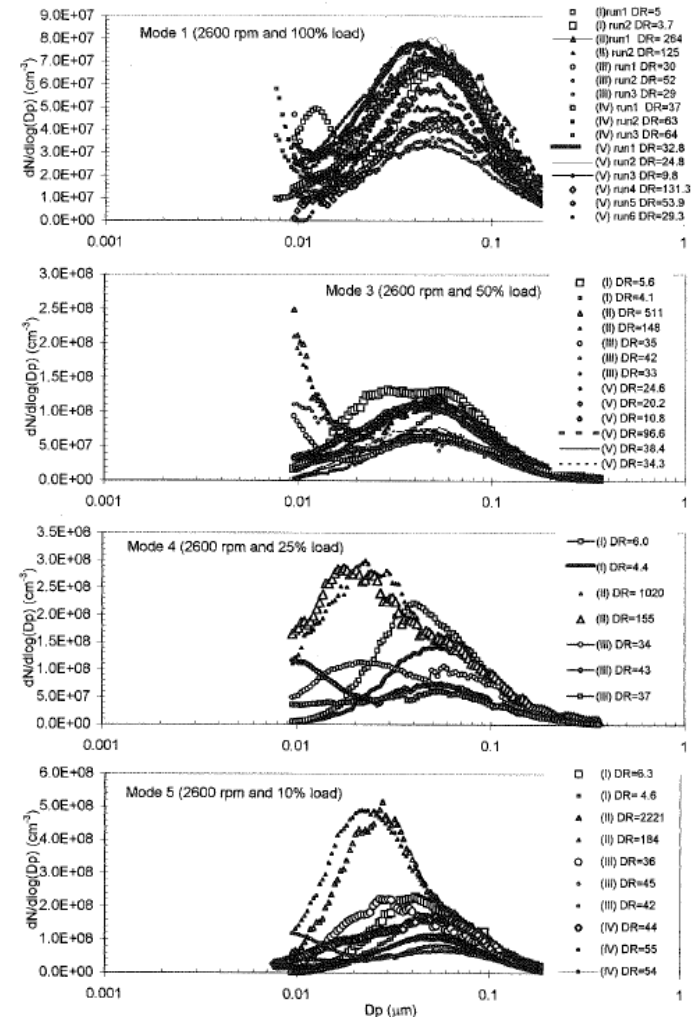 9.0E+07
8.0E+07
7.0E+07
6.0E+07
5.0E+07
4.0E+07
3.0E+07
2.0E+07
1.0E+07
0.0E+00
dN/dlog(Dp) (cm-3)
Mode 1 (2600 rpm and 100% load)
0.001
0.01
0.1
1
(I)run1 DR=5
(I)run2 DR=3.7
(II)run1 DR= 264
(II) run2 DR=125
(III) run1 DR=30
(III) run2 DR=52
(III) run3 DR=29
(IV) run1 DR=37
(IV) run2 DR=63
(IV) run3 DR=64
(V) run1 DR=32.8
(V) run2 DR=24.8
(V) run3 DR=9.8
(V) run4 DR=131.3
(V) run5 DR=53.9
(V) run6 DR=29.3
3.0E+08
2.5E+08
2.0E+08
1.5E+08
1.0E+08
5.0E+07
0.0E+00
dN/dlog(Dp) (cm-3)
Mode 3 (2600 rpm and 50% load)
0.001
0.01
0.1
1
(I) DR=5.6
(I) DR=4.1
(II) DR= 511
(II) DR=148
(III) DR=35
(III) DR=42
(III) DR=33
(V) DR=24.6
(V) DR=20.2
(V) DR=10.8
(V) DR=96.6
(V) DR=38.4
(V) DR=34.3
3.5E+08
3.0E+08
2.5E+08
2.0E+08
1.5E+08
1.0E+08
5.0E+07
0.0E+00
dN/dlog(Dp) (cm-3)
Mode 4 (2600 rpm and 25% load)
0.001
0.01
0.1
1
(I) DR=6.0
(I) DR=4.4
(II) DR= 1020
(II) DR=155
(III) DR=34
(III) DR=43
(III) DR=37
6.0E+08
5.0E+08
4.0E+08
3.0E+08
2.0E+08
1.0E+08
0.0E+00
dN/dlog(Dp) (cm-3)
Mode 5 (2600 rpm and 10% load)
0.001
0.01
0.1
1
Dp (μm)
(I) DR=6.3
(I) DR= 4.6
(II) DR=2221
(II) DR=184
(III) DR=36
(III) DR=45
(III) DR=42
(IV) DR=44
(IV) DR=55
(IV) DR=54